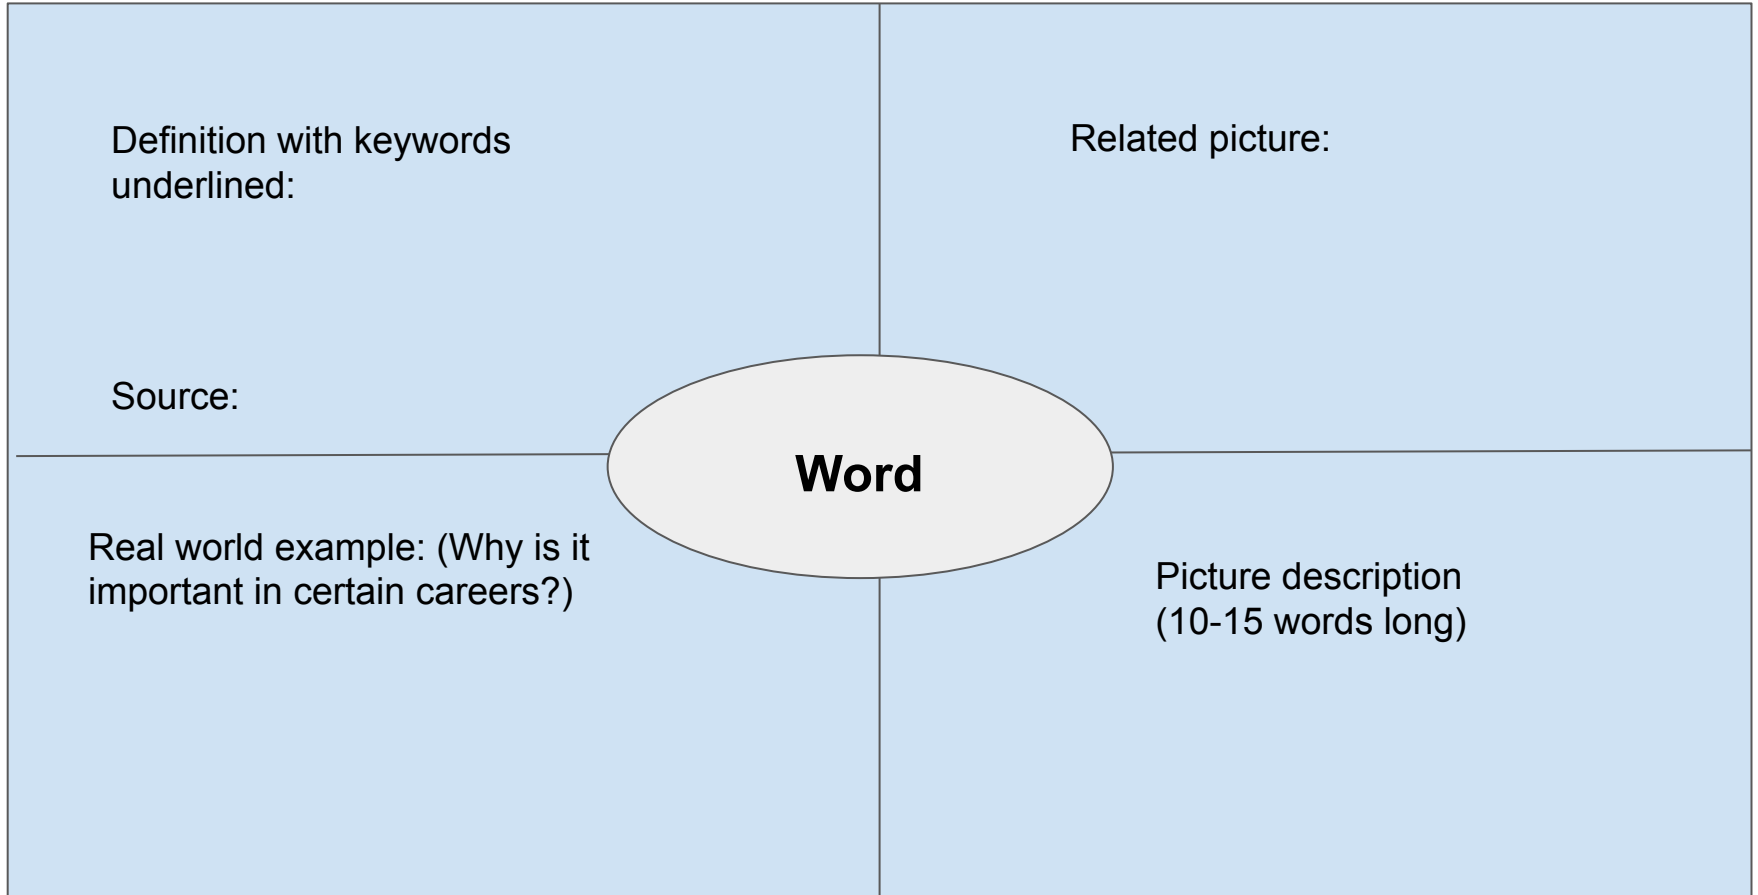 Definition with keywords
underlined:
Source:
Related picture:
Word
Real world example: (Why is it
important in certain careers?)
Picture description
(10-15 words long)